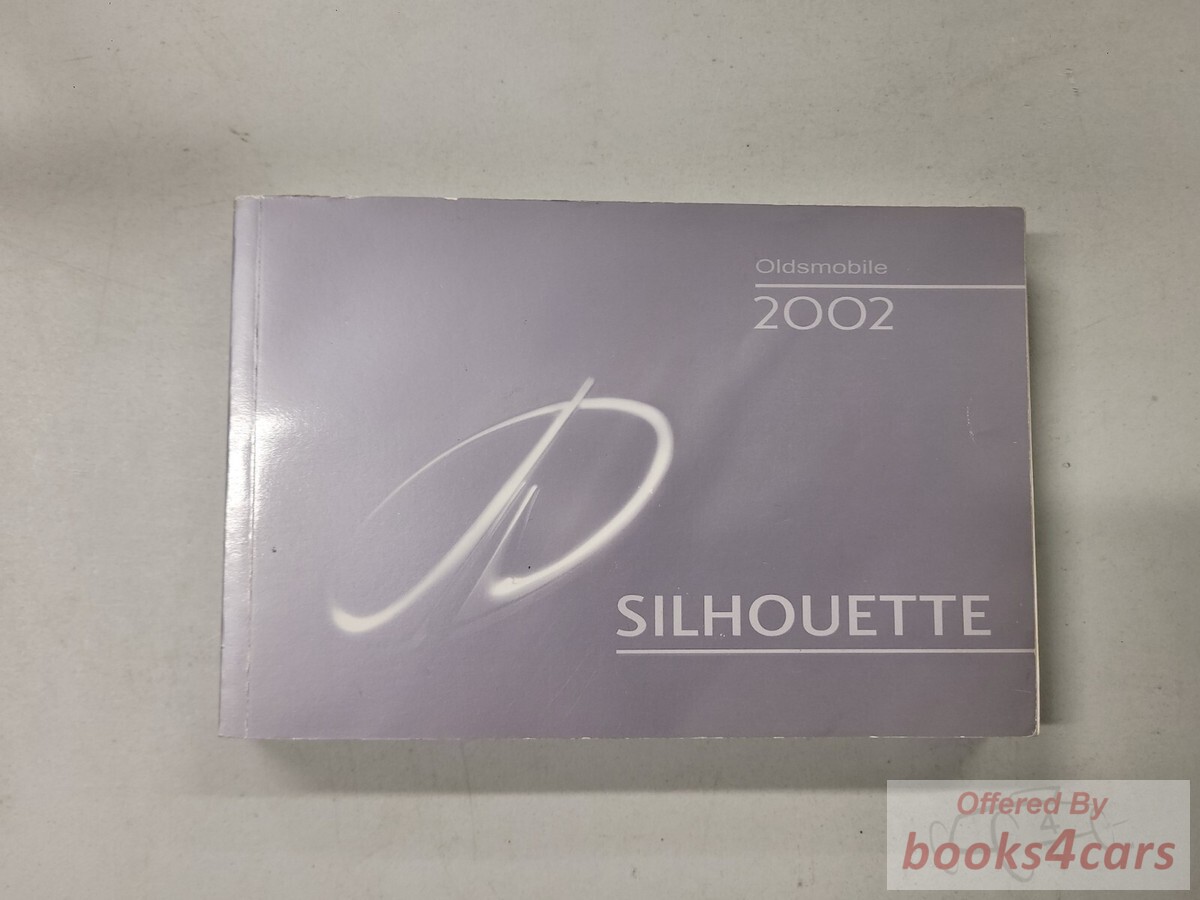 Oldsmobile
2002
SILHOUETTE
Offered By
books4cars